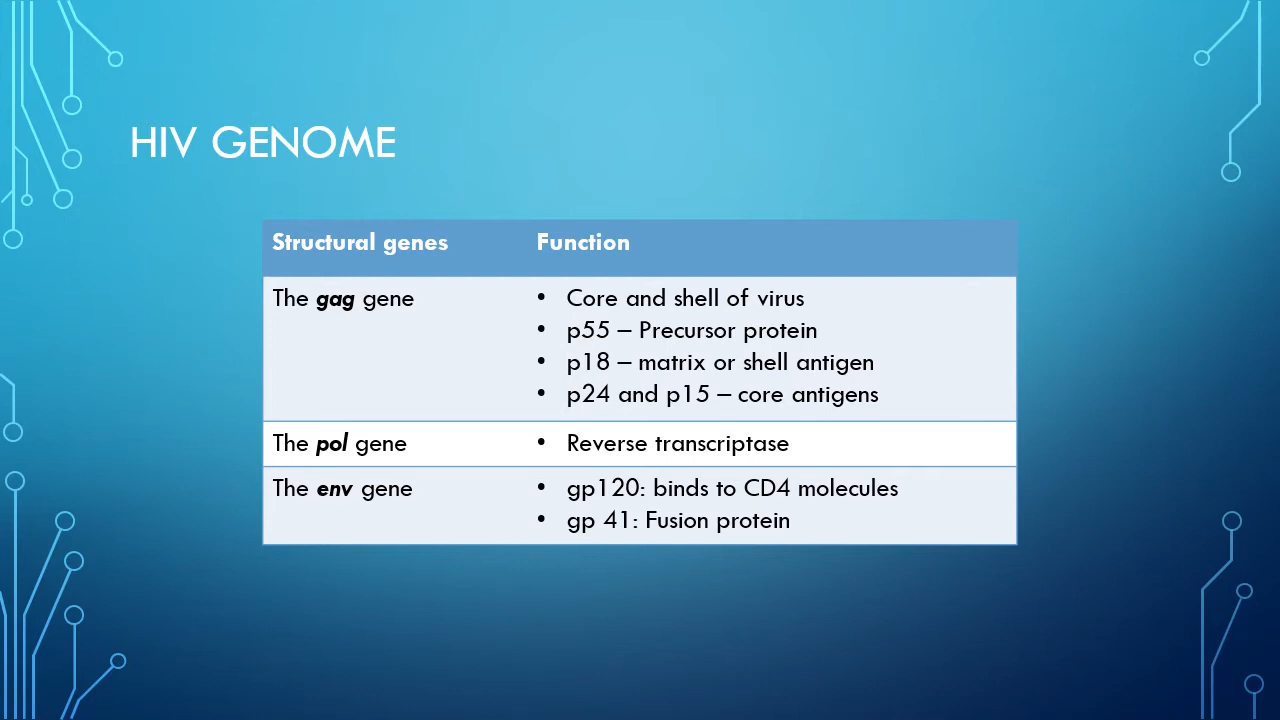 HIV GENOME
Structural genes Function
The gag gene
• Core and shell of virus
• p55 – Precursor protein
• p18 – matrix or shell antigen
• p24 and p15 – core antigens
The pol gene
• Reverse transcriptase
The env gene
• gp120: binds to CD4 molecules
• gp 41: Fusion protein